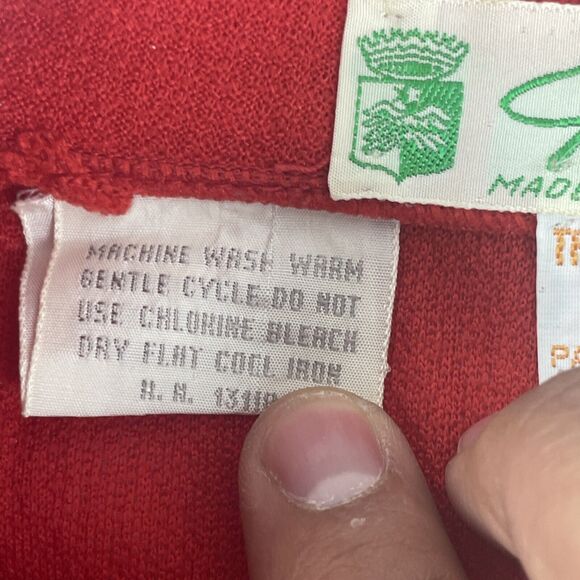 MADE
MACHINE WASH WARM
GENTLE CYCLE DO NOT
USE CHLORINE BLEACH
DRY FLAT COOL IRON